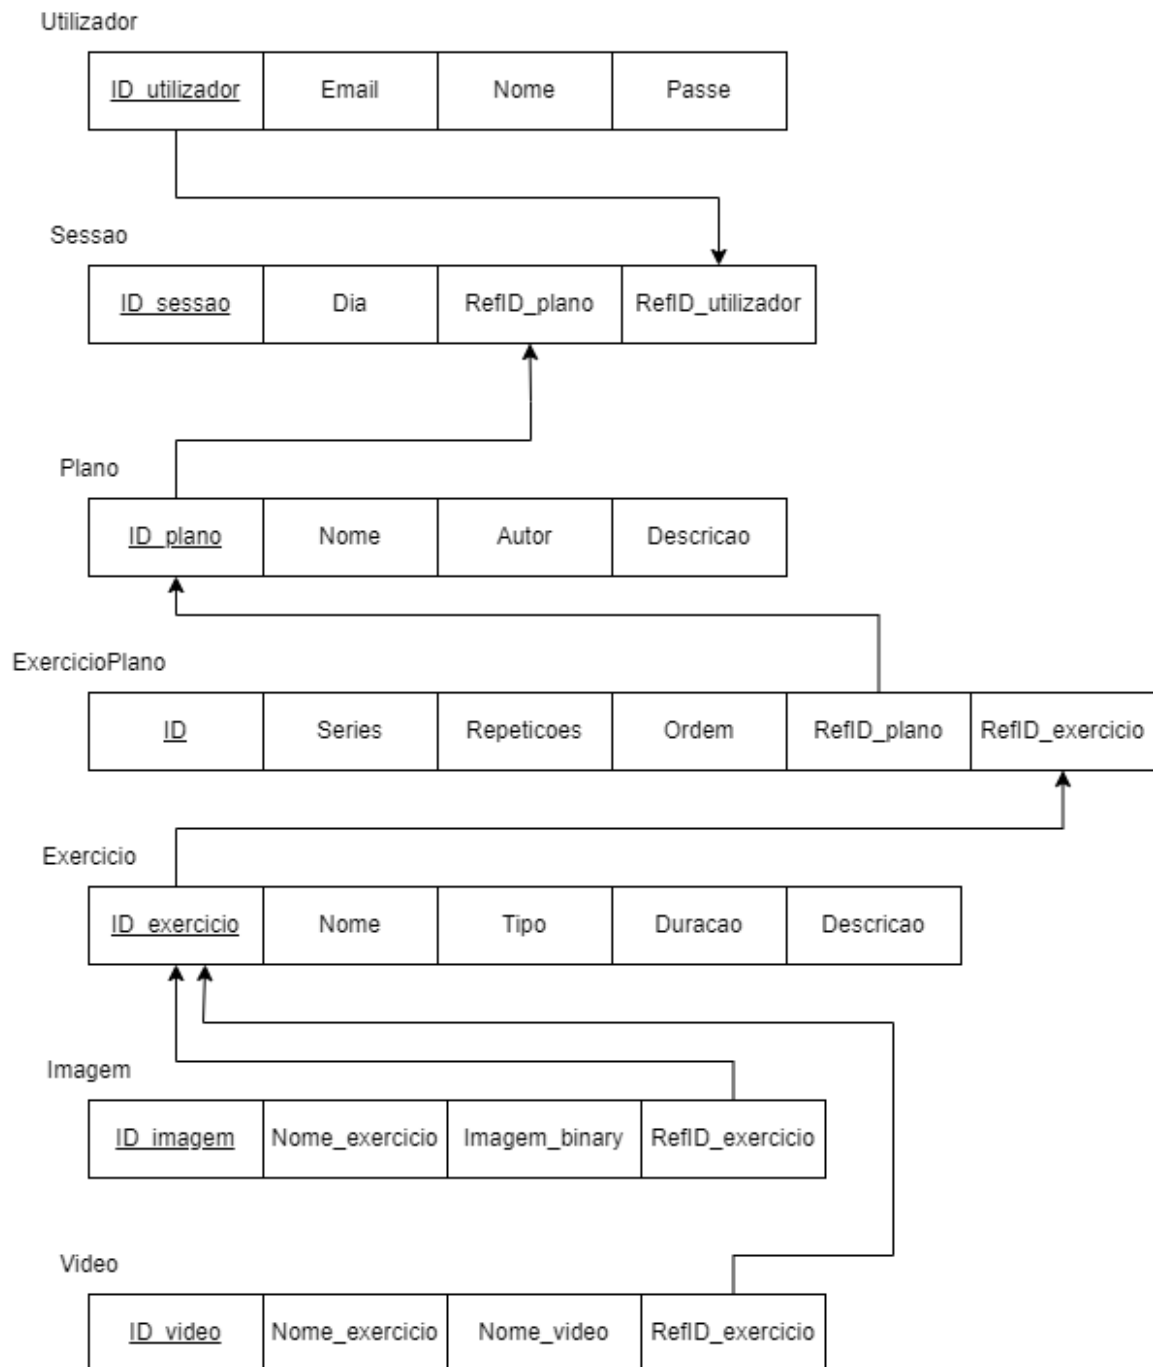 Utilizador
ID_utilizador Email Nome Passe
Sessao
ID_sessao Dia RefID_plano RefID_utilizador
Plano
ID_plano Nome Autor Descricao
ExercicioPlano
ID Series Repeticoes Ordem RefID_plano RefID_exercicio
Exercicio
ID_exercicio Nome Tipo Duracao Descricao
Imagem
ID_imagem Nome_exercicio Imagem_binary RefID_exercicio
Video
ID_video Nome_exercicio Nome_video RefID_exercicio